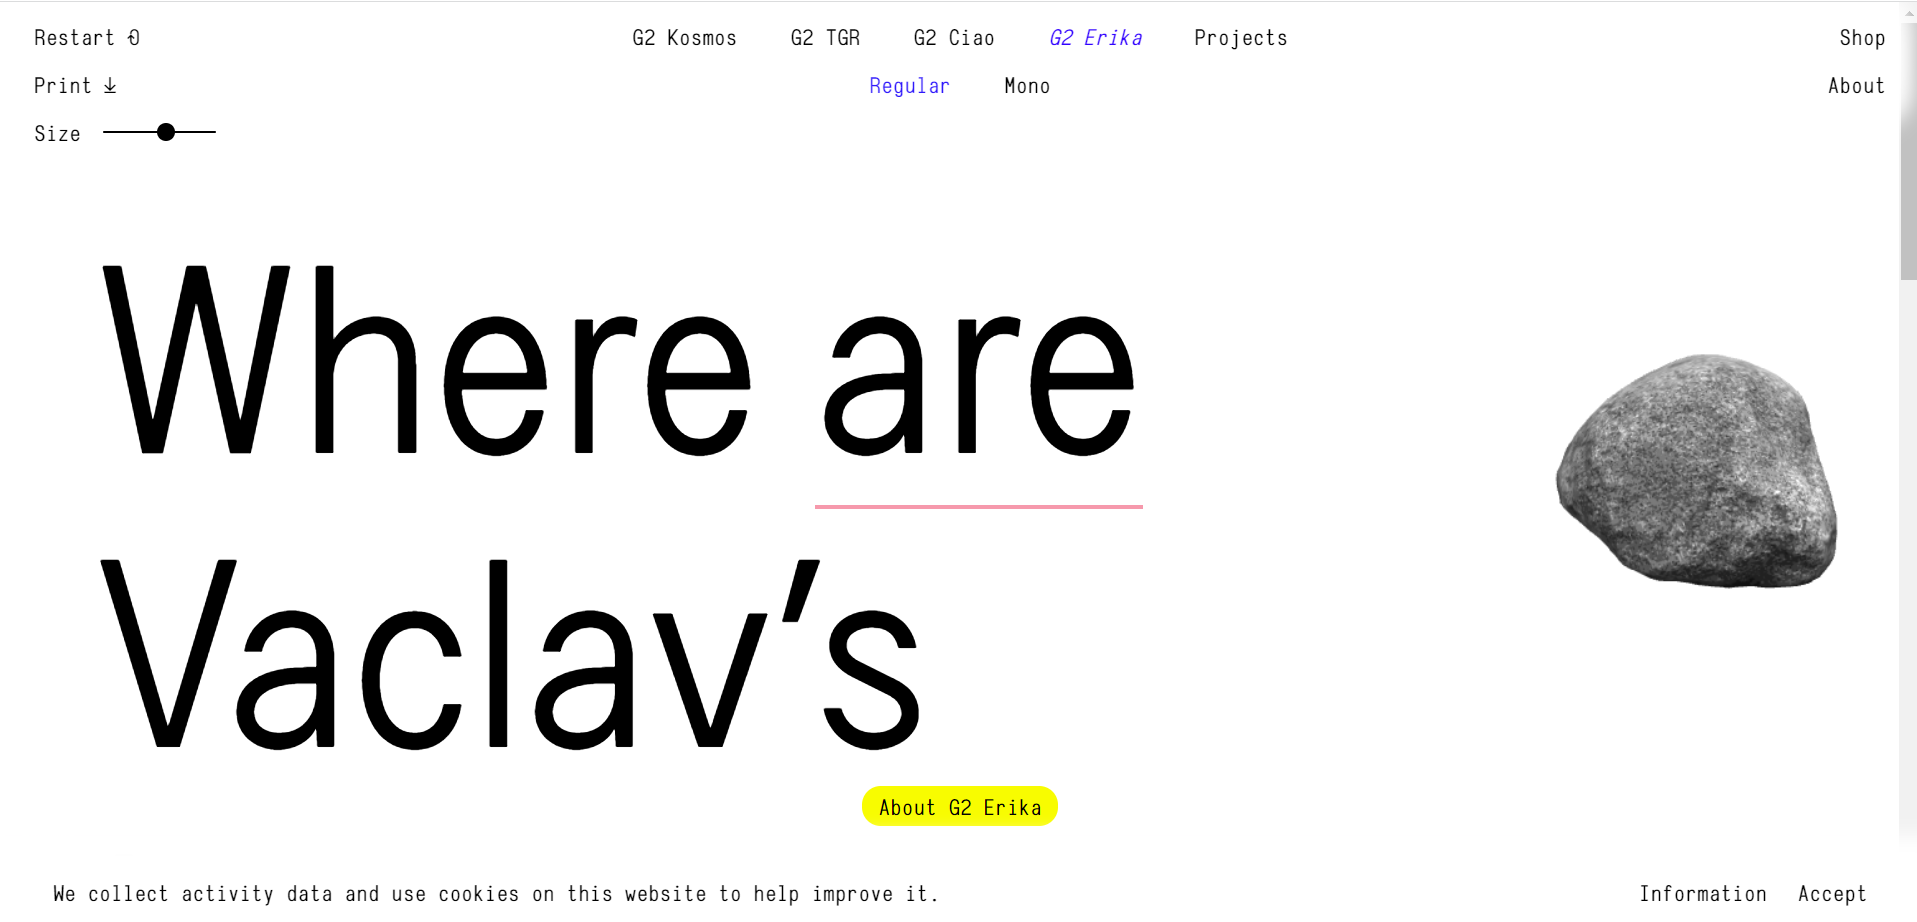 Restart
G2 Kosmos G2 TGR G2 Ciao G2 Erika Projects
Shop
Print ↓
Regular Mono
About
Size
Where are
Vaclav’s
About G2 Erika
We collect activity data and use cookies on this website to help improve it.
Information Accept